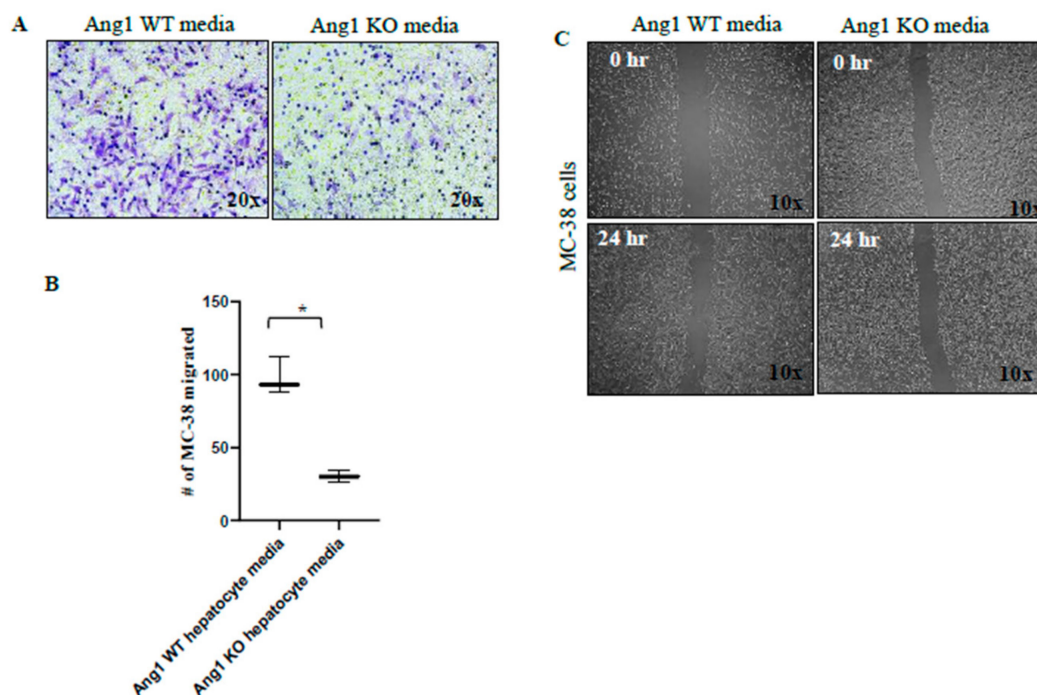 A
Ang1 WT media
Ang1 KO media
20x
20x
B
150
100
50
0
*
# of MC-38 migrated
Ang1 WT hepatocyte media
Ang1 KO hepatocyte media
C
Ang1 WT media
Ang1 KO media
MC-38 cells
0 hr
10x
0 hr
10x
24 hr
10x
24 hr
10x